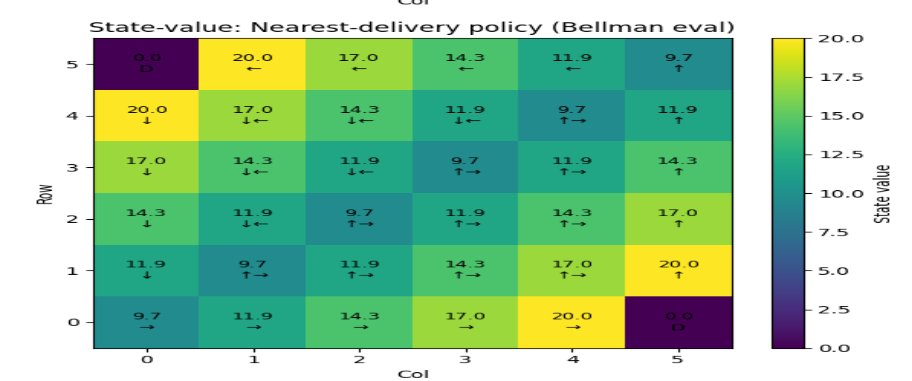 Col
State-value: Nearest-delivery policy (Bellman eval)
5 0.0 20.0 17.0 14.3 11.9 9.7 20.0
D ← ← ← ← ↑ 17.5
4 20.0 17.0 14.3 11.9 9.7 11.9 15.0
↓ ↓← ↓← ↓← ↑→ ↑
3 17.0 14.3 11.9 9.7 11.9 14.3 12.5
↓ ↓← ↓← ↑→ ↑→ ↑
2 14.3 11.9 9.7 11.9 14.3 17.0 10.0
↓ ↓← ↑→ ↑→ ↑→ ↑ 7.5
1 11.9 9.7 11.9 14.3 17.0 20.0 5.0
↓ ↑→ ↑→ ↑→ ↑→ ↑
0 9.7 11.9 14.3 17.0 20.0 0.0 2.5
→ → → → → D 0.0
0 1 2 3 4 5
Col
Row
State value